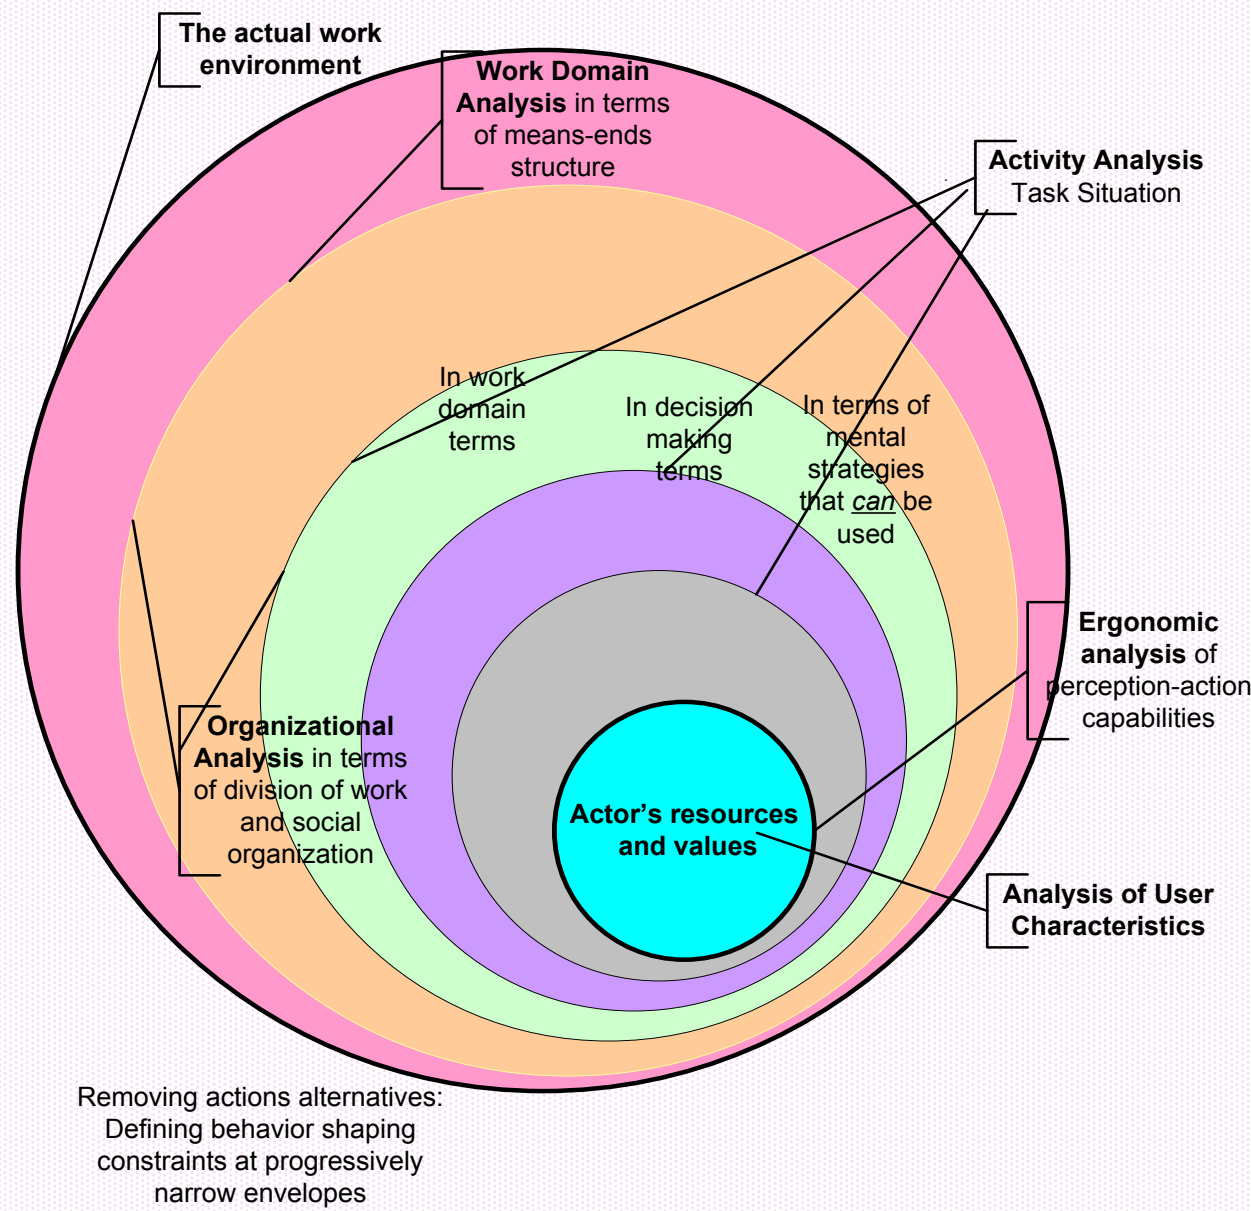 The actual work
environment
Work Domain
Analysis in terms
of means-ends
structure
Activity Analysis
Task Situation
In work
domain
terms
In decision
making
terms
In terms of
mental
strategies
that can be
used
Ergonomic
analysis of
perception-action
capabilities
Organizational
Analysis in terms
of division of work
and social
organization
Actor’s resources
and values
Analysis of User
Characteristics
Removing actions alternatives:
Defining behavior shaping
constraints at progressively
narrow envelopes